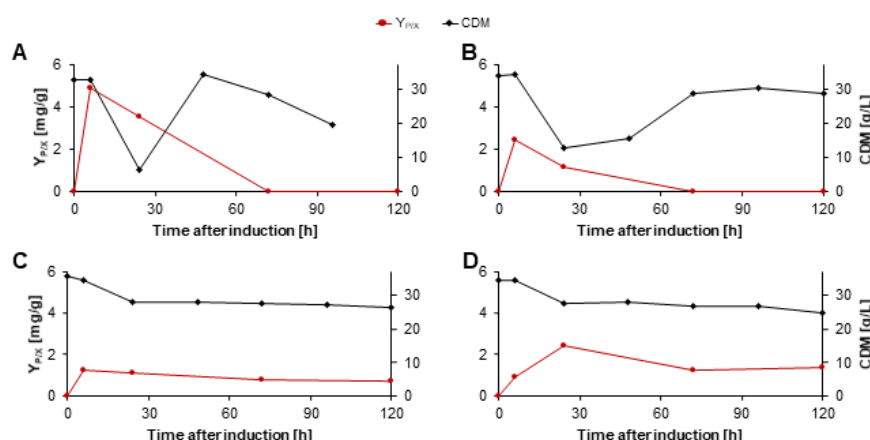 Y P/X CDM
A B
6 30 6 30
4 20 4 20
2 10 2 10
0 0 0 0
0 30 60 90 120 0 30 60 90 120
Y P/X [mg/g] CDM [g/L]
Time after induction [h] Time after induction [h]
C D
6 30 6 30
4 20 4 20
2 10 2 10
0 0 0 0
0 30 60 90 120 0 30 60 90 120
Y P/X [mg/g] CDM [g/L]
Time after induction [h] Time after induction [h]